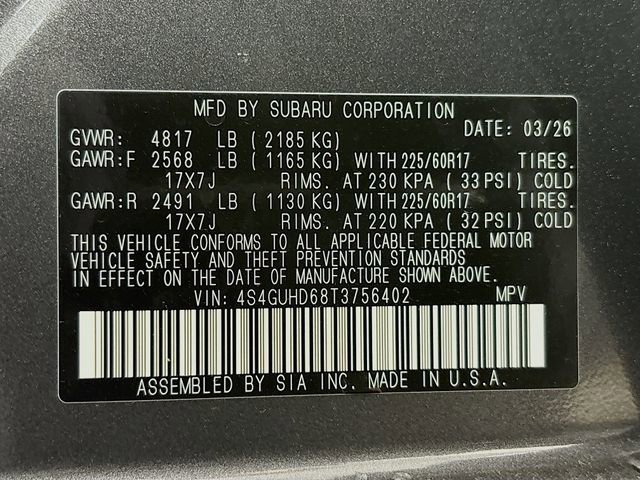 MFD BY SUBARU CORPORATION
DATE: 03/26
GVWR: 4817 LB ( 2185 KG)
GAWR:F 2568 LB ( 1165 KG) WITH 225/60R17 TIRES.
17X7J RIMS. AT 230 KPA ( 33 PSI) COLD
GAWR:R 2491 LB ( 1130 KG) WITH 225/60R17 TIRES.
17X7J RIMS. AT 220 KPA ( 32 PSI) COLD
THIS VEHICLE CONFORMS TO ALL APPLICABLE FEDERAL MOTOR
VEHICLE SAFETY AND THEFT PREVENTION STANDARDS
IN EFFECT ON THE DATE OF MANUFACTURE SHOWN ABOVE.
VIN: 4S4GUHD68T3756402 MPV
ASSEMBLED BY SIA INC. MADE IN U.S.A.